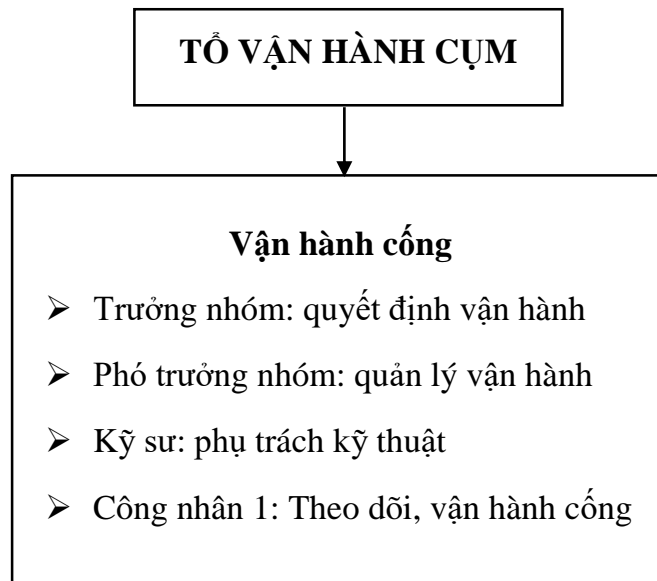 TỔ VẬN HÀNH CỤM
Vận hành cống
➢ Trưởng nhóm: quyết định vận hành
➢ Phó trưởng nhóm: quản lý vận hành
➢ Kỹ sư: phụ trách kỹ thuật
➢ Công nhân 1: Theo dõi, vận hành cống